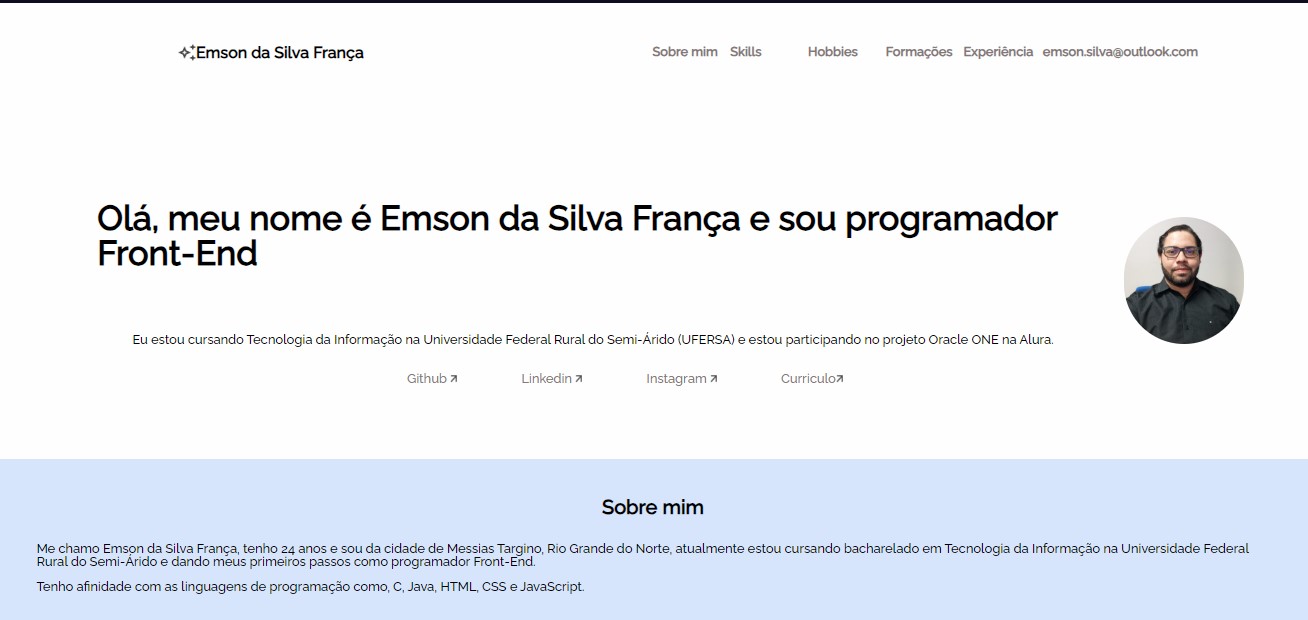 Emson da Silva França
Sobre mim Skills Hobbies Formações Experiência emson.silva@outlook.com
Olá, meu nome é Emson da Silva França e sou programador
Front-End
Eu estou cursando Tecnologia da Informação na Universidade Federal Rural do Semi-Árido (UFERSA) e estou participando no projeto Oracle ONE na Alura.
Github Linkedin Instagram Curriculo
Sobre mim
Me chamo Emson da Silva França, tenho 24 anos e sou da cidade de Messias Targino, Rio Grande do Norte, atualmente estou cursando bacharelado em Tecnologia da Informação na Universidade Federal
Rural do Semi-Árido e dando meus primeiros passos como programador Front-End.
Tenho afinidade com as linguagens de programação como, C, Java, HTML, CSS e JavaScript.